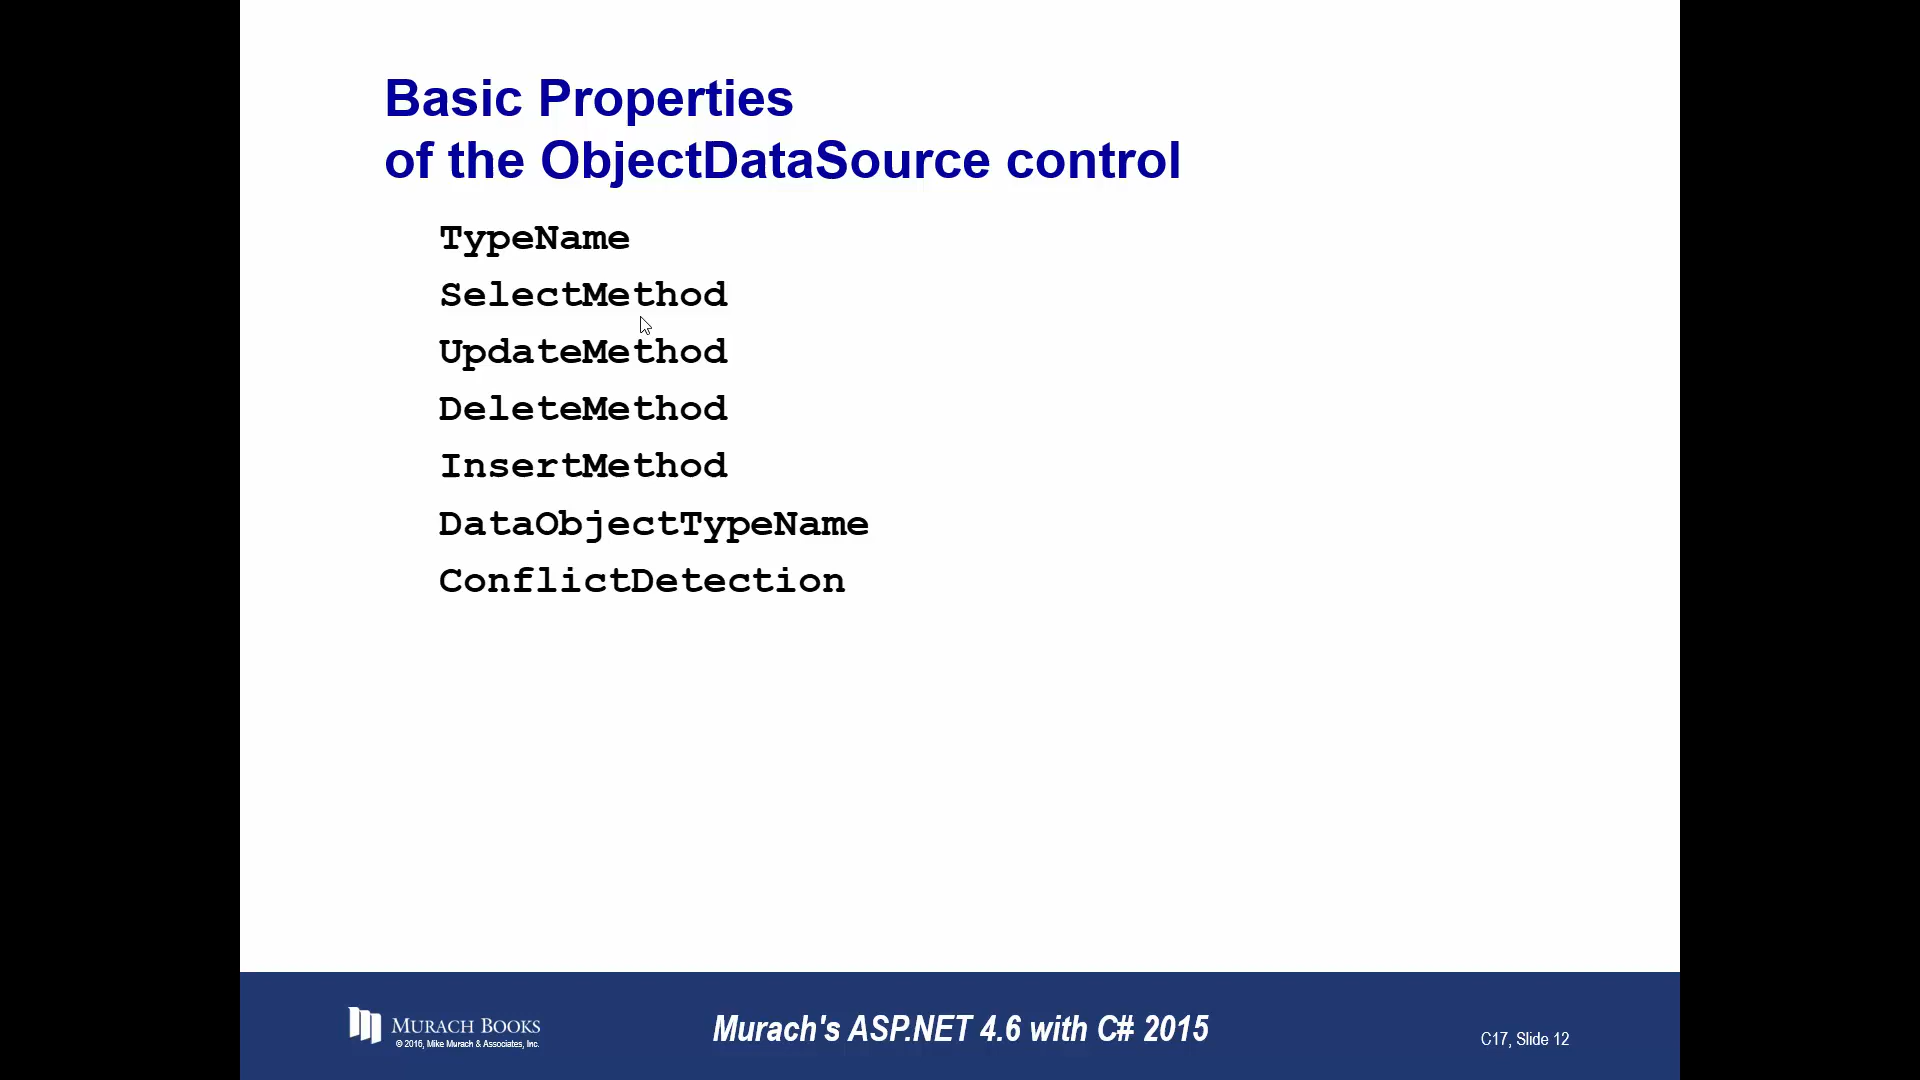 Basic Properties
of the ObjectDataSource control
TypeName
SelectMethod
UpdateMethod
DeleteMethod
InsertMethod
DataObjectTypeName
ConflictDetection
MURACH BOOKS
© 2016, Mike Murach & Associates, Inc.
Murach's ASP.NET 4.6 with C# 2015
C17, Slide 12